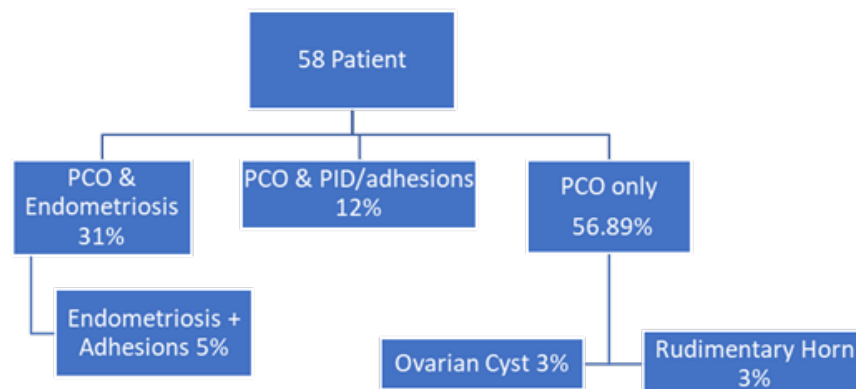 58 Patient
PCO &
Endometriosis
31%
PCO & PID/adhesions
12%
PCO only
56.89%
Endometriosis +
Adhesions 5%
Ovarian Cyst 3%
Rudimentary Horn
3%